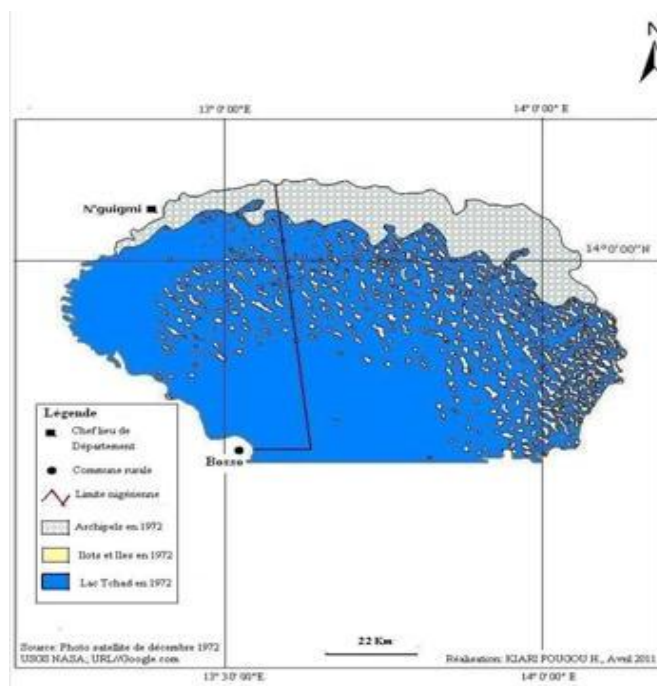 N
13°0'00"E
14°0'00"E
N'guigmi
14°0'00"N
Légende
Chef lieu de
Département
Commune rurale
Limite nigérienne
Archipels en 1972
Ilots et Iles en 1972
Lac Tchad en 1972
Bosso
22 Km
Source: Photo satellite de décembre 1972
USGS NASA, URL//Google.com
Réalisation: KIARI FOUGOU H., Avril 2011
13°30'00"E
14°0'00"E